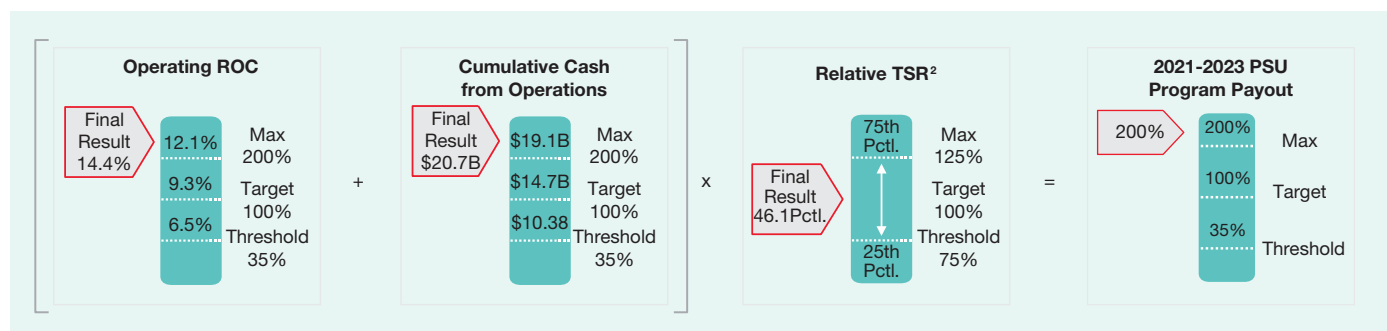 Operating ROC
Final
Result
14.4%
12.1%
9.3%
6.5%
Max
200%
Target
100%
Threshold
35%
+
Cumulative Cash
from Operations
Final
Result
$20.7B
$19.1B
$14.7B
$10.38
Max
200%
Target
100%
Threshold
35%
x
Relative TSR²
Final
Result
46.1Pctl.
75th
Pctl.
25th
Pctl.
Max
125%
Target
100%
Threshold
75%
=
2021-2023 PSU
Program Payout
200%
200%
100%
35%
Max
Target
Threshold